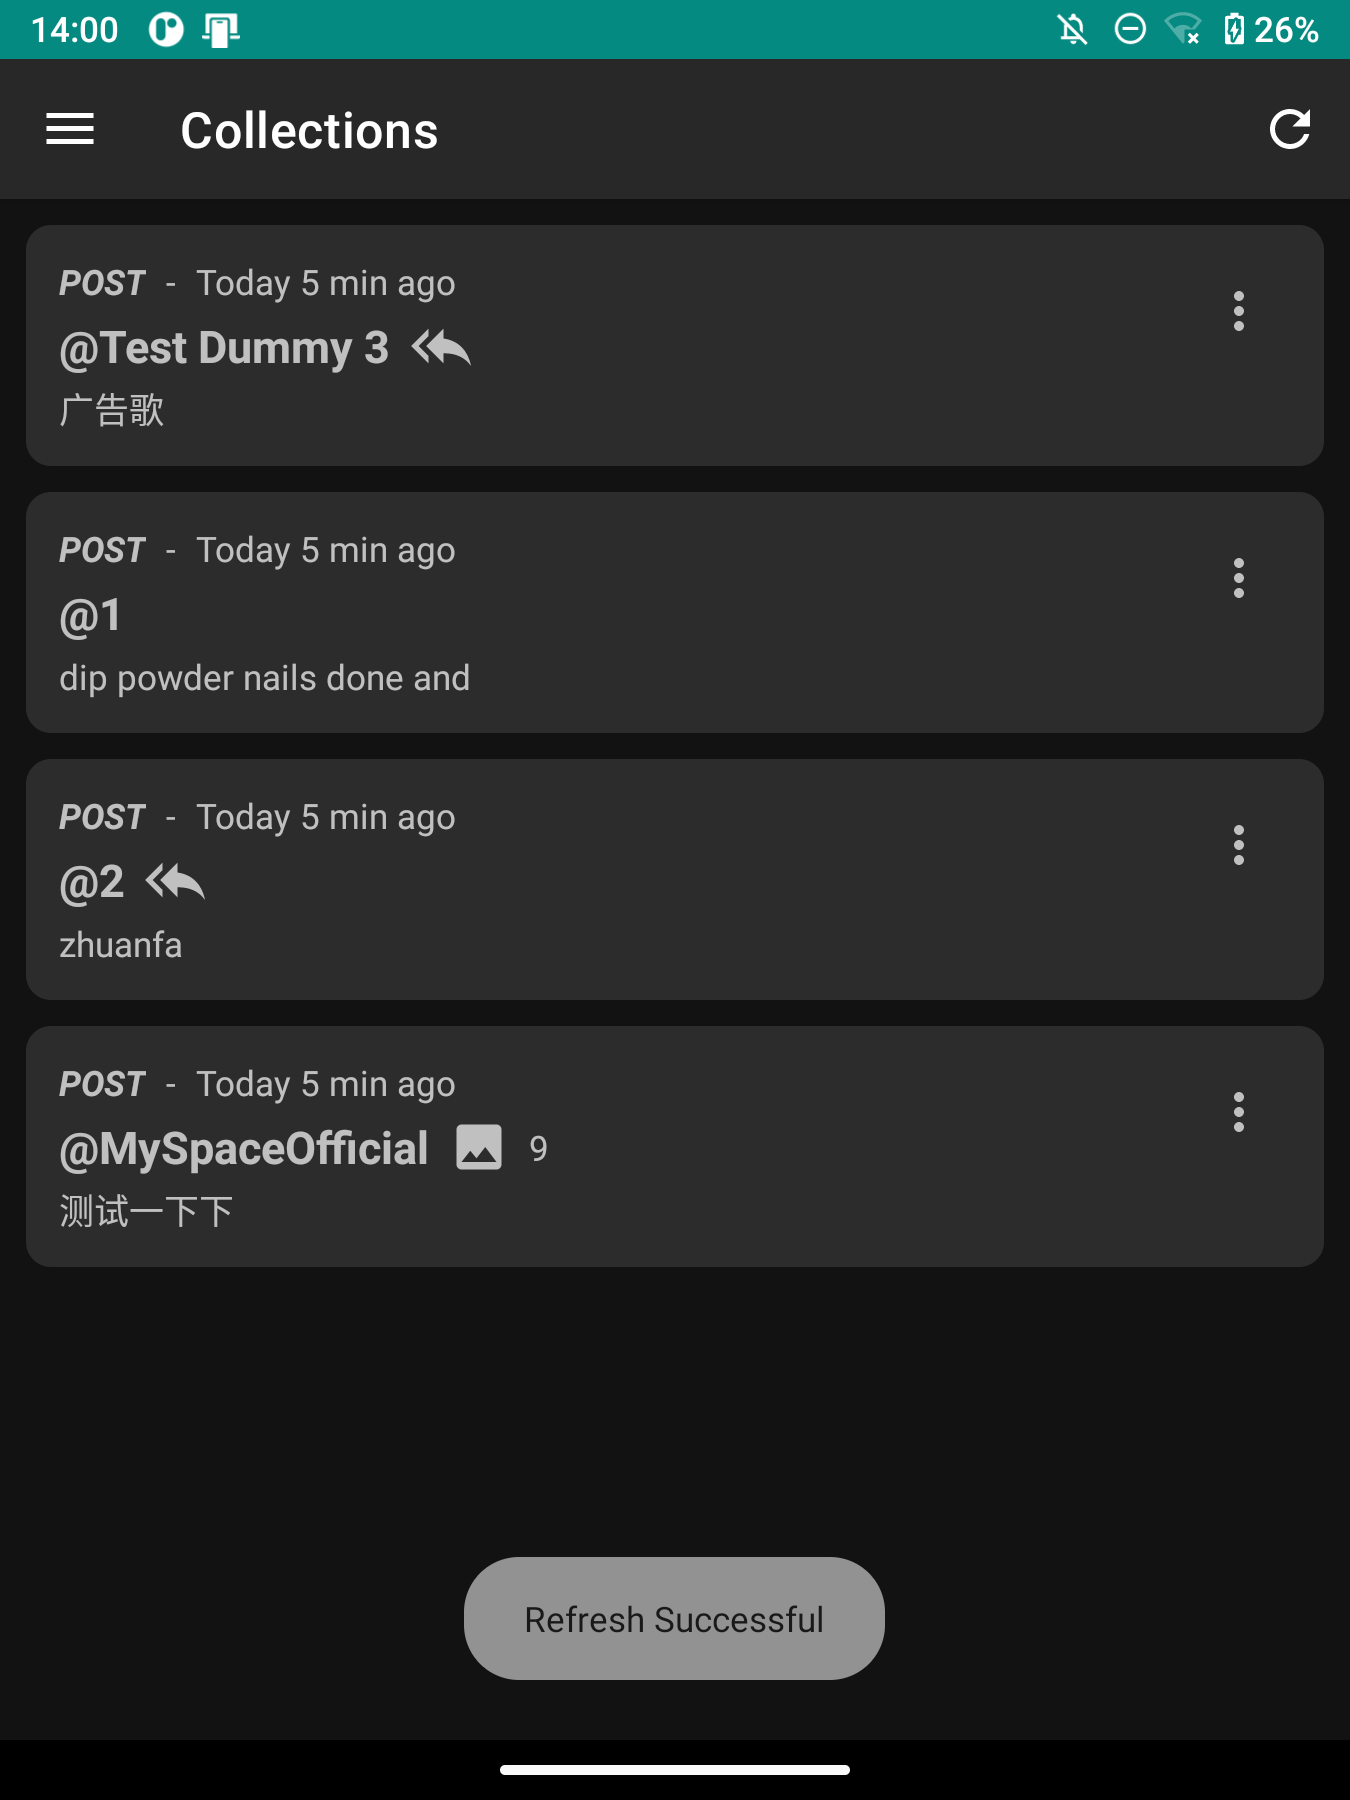 14:00
26%
Collections
POST - Today 5 min ago
@Test Dummy 3
广告歌
POST - Today 5 min ago
@1
dip powder nails done and
POST - Today 5 min ago
@2
zhuanfa
POST - Today 5 min ago
@MySpaceOfficial 9
测试一下下
Refresh Successful